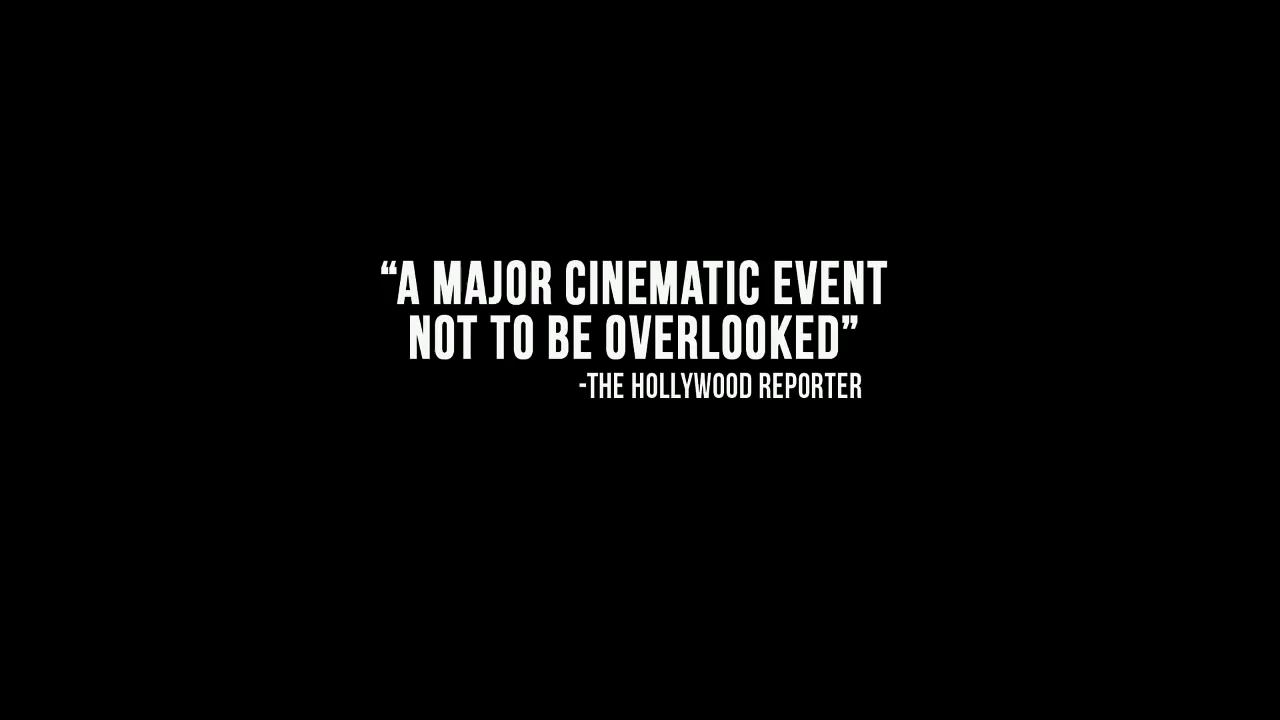 “A MAJOR CINEMATIC EVENT
NOT TO BE OVERLOOKED”
-THE HOLLYWOOD REPORTER